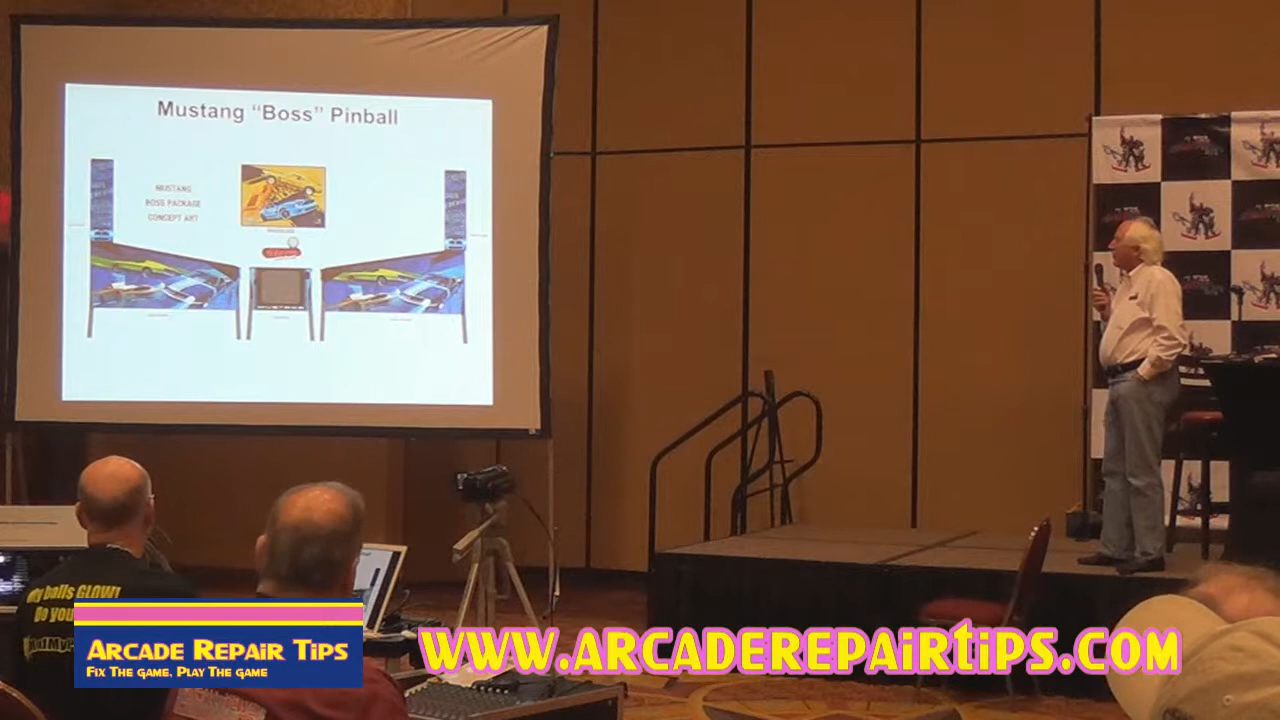 Mustang “Boss” Pinball
MUSTANG
BOSS PACKAGE
CONCEPT ART
My balls GLOW!
Do you
ARCADE REPAIR TIPS
FIX THE GAME, PLAY THE GAME
WWW.ARCADEREPAIRTIPS.COM